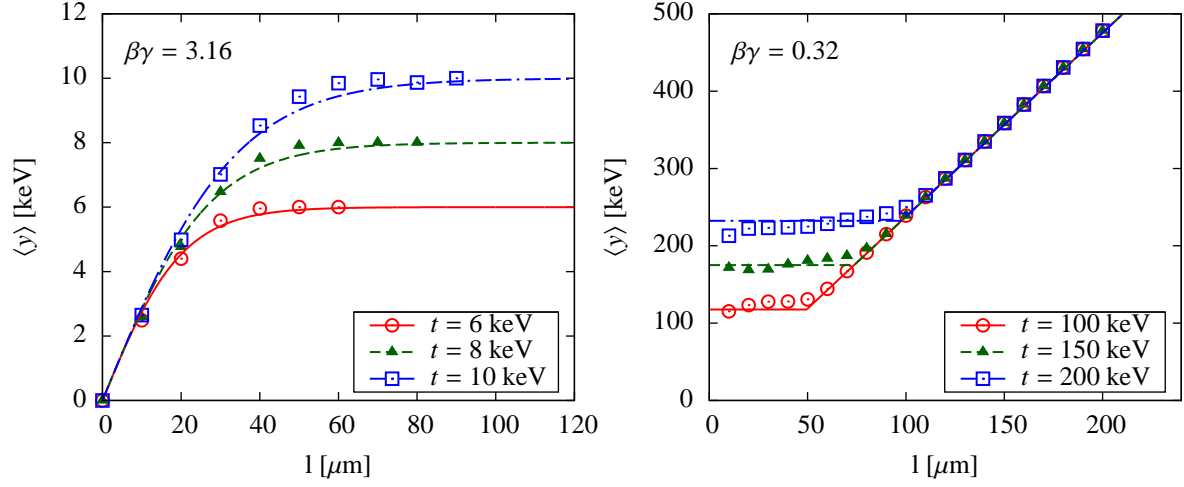 12
10
8
6
4
2
0
⟨y⟩ [keV]
βγ = 3.16
t = 6 keV
t = 8 keV
t = 10 keV
0 20 40 60 80 100 120
l [μm]
500
400
300
200
100
0
⟨y⟩ [keV]
βγ = 0.32
t = 100 keV
t = 150 keV
t = 200 keV
0 50 100 150 200
l [μm]